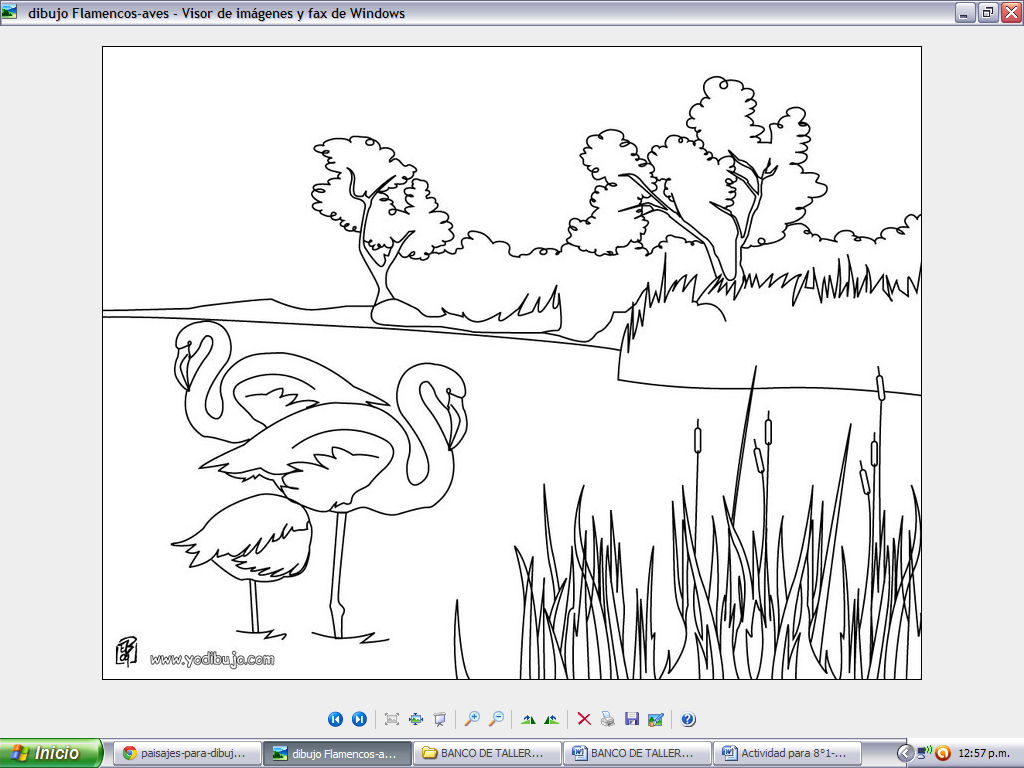 dibujo Flamencos-aves - Visor de imágenes y fax de Windows
www.yodibujo.com
Inicio
paisajes-para-dibuj...
dibujo Flamencos-a...
BANCO DE TALLER...
BANCO DE TALLER...
Actividad para 8°1-...
12:57 p.m.